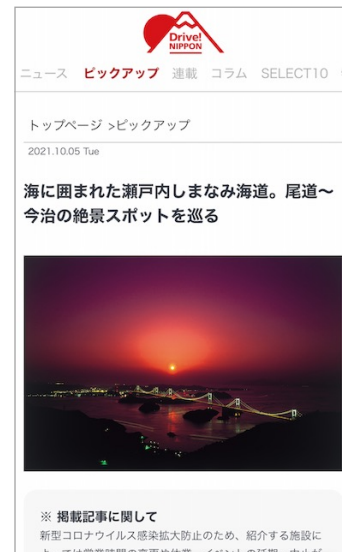 Drive!
NIPPON
ニュース ピックアップ 連載 コラム SELECT10
トップページ >ピックアップ
2021.10.05 Tue
海に囲まれた瀬戸内しまなみ海道。尾道～
今治の絶景スポットを巡る
※ 掲載記事に関して
新型コロナウイルス感染拡大防止のため、紹介する施設に